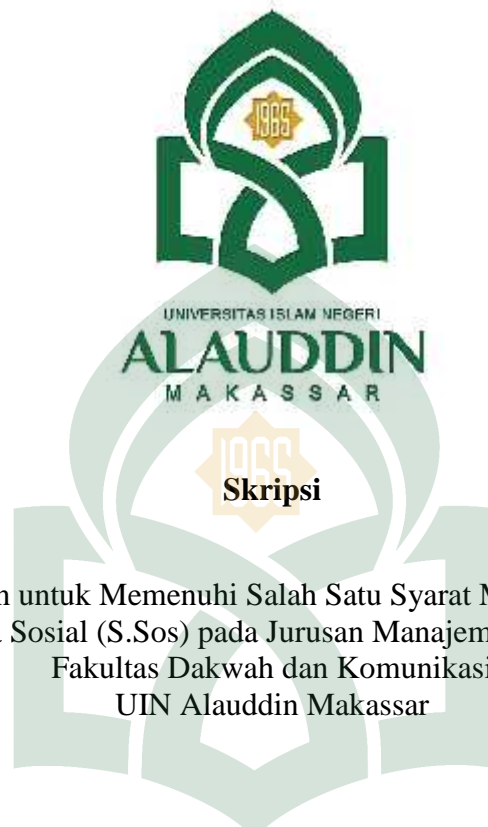 1965
UNIVERSITAS ISLAM NEGERI
ALAUDDIN
MAKASSAR
1965
Skripsi
untuk Memenuhi Salah Satu Syarat
Sosial (S.Sos) pada Jurusan
Fakultas Dakwah dan Komunikasi
UIN Alauddin Makassar